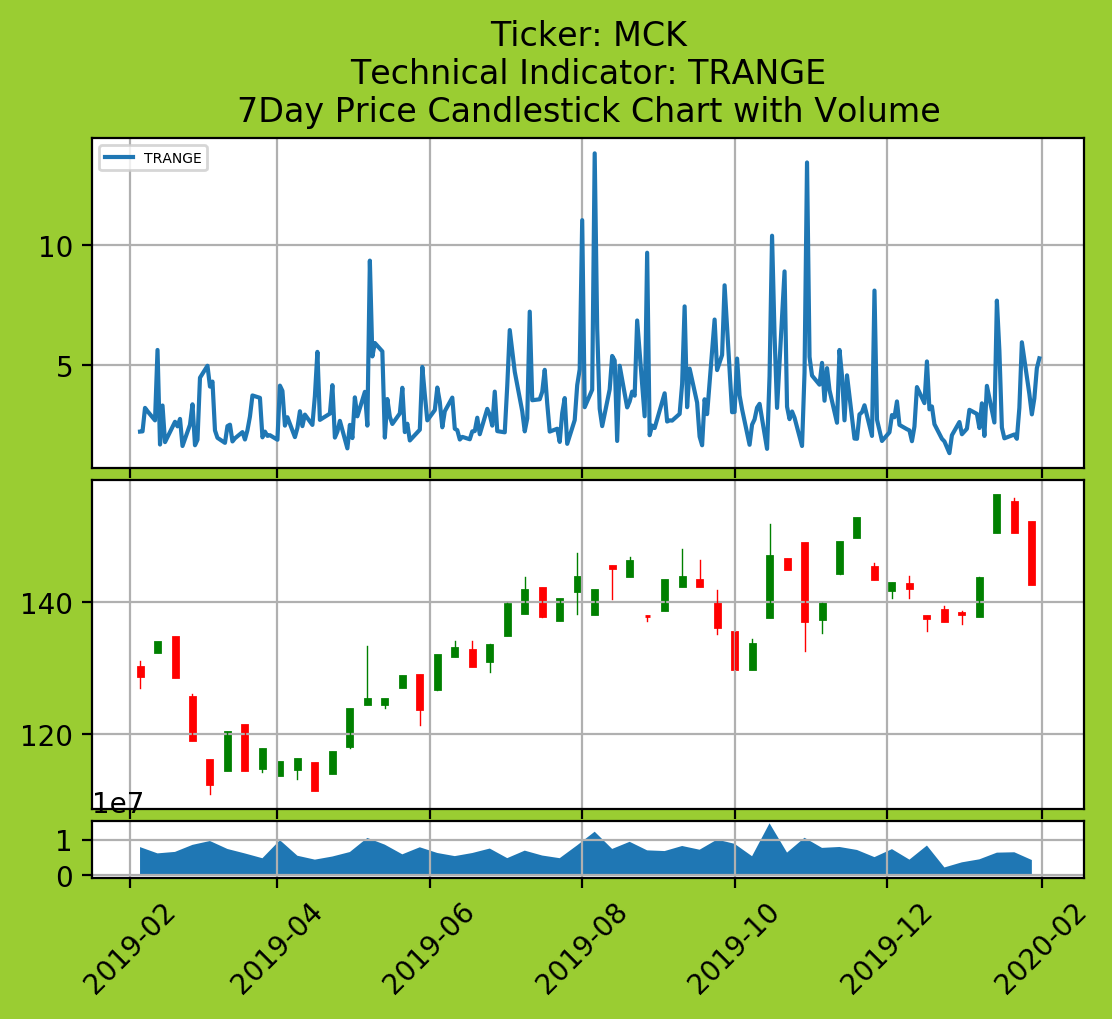 Ticker: MCK
Technical Indicator: TRANGE
7Day Price Candlestick Chart with Volume
TRANGE
10
5
140
120
1e7
1
0
2019-02
2019-04
2019-06
2019-08
2019-10
2019-12
2020-02